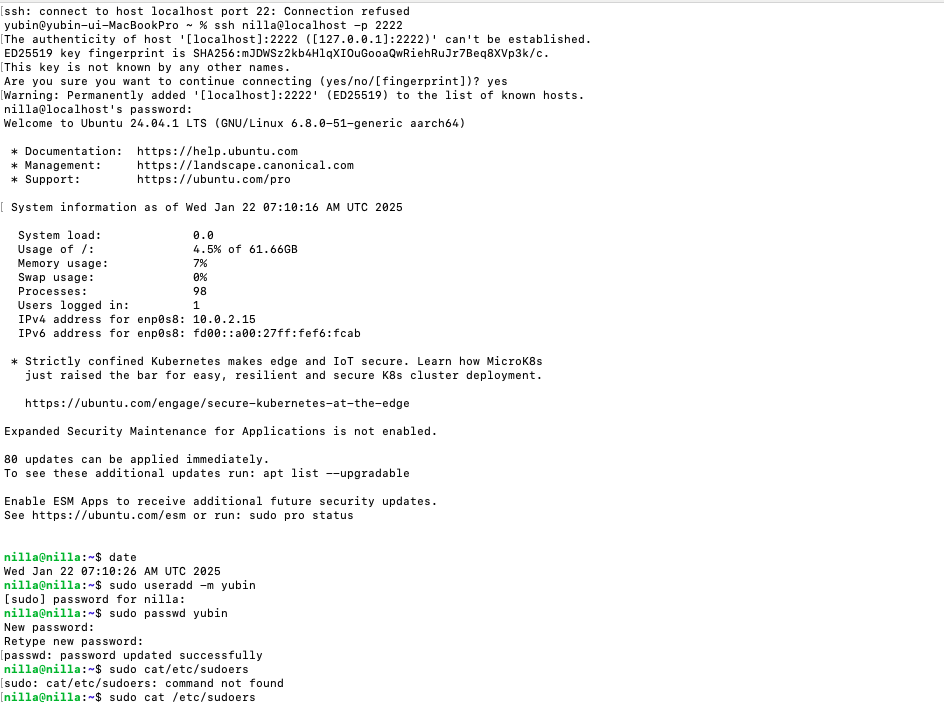 [ssh: connect to host localhost port 22: Connection refused
yubin@yubin-ui-MacBookPro ~ % ssh nilla@localhost -p 2222
[The authenticity of host '[localhost]:2222 ([127.0.0.1]:2222)' can't be established.
ED25519 key fingerprint is SHA256:mJDWSz2kb4HlqXIOuGooaQwRiehRuJr7Beq8XVp3k/c.
[This key is not known by any other names.
Are you sure you want to continue connecting (yes/no/[fingerprint])? yes
[Warning: Permanently added '[localhost]:2222' (ED25519) to the list of known hosts.
nilla@localhost's password:
Welcome to Ubuntu 24.04.1 LTS (GNU/Linux 6.8.0-51-generic aarch64)
* Documentation:  https://help.ubuntu.com
* Management:     https://landscape.canonical.com
* Support:        https://ubuntu.com/pro
[ System information as of Wed Jan 22 07:10:16 AM UTC 2025
System load:             0.0
Usage of /:              4.5% of 61.66GB
Memory usage:            7%
Swap usage:              0%
Processes:               98
Users logged in:         1
IPv4 address for enp0s8: 10.0.2.15
IPv6 address for enp0s8: fd00::a00:27ff:fef6:fcab
* Strictly confined Kubernetes makes edge and IoT secure. Learn how MicroK8s
just raised the bar for easy, resilient and secure K8s cluster deployment.
https://ubuntu.com/engage/secure-kubernetes-at-the-edge
Expanded Security Maintenance for Applications is not enabled.
80 updates can be applied immediately.
To see these additional updates run: apt list --upgradable
Enable ESM Apps to receive additional future security updates.
See https://ubuntu.com/esm or run: sudo pro status
nilla@nilla:~$ date
Wed Jan 22 07:10:26 AM UTC 2025
nilla@nilla:~$ sudo useradd -m yubin
[sudo] password for nilla:
nilla@nilla:~$ sudo passwd yubin
New password:
Retype new password:
[passwd: password updated successfully
nilla@nilla:~$ sudo cat/etc/sudoers
[sudo: cat/etc/sudoers: command not found
[nilla@nilla:~$ sudo cat /etc/sudoers